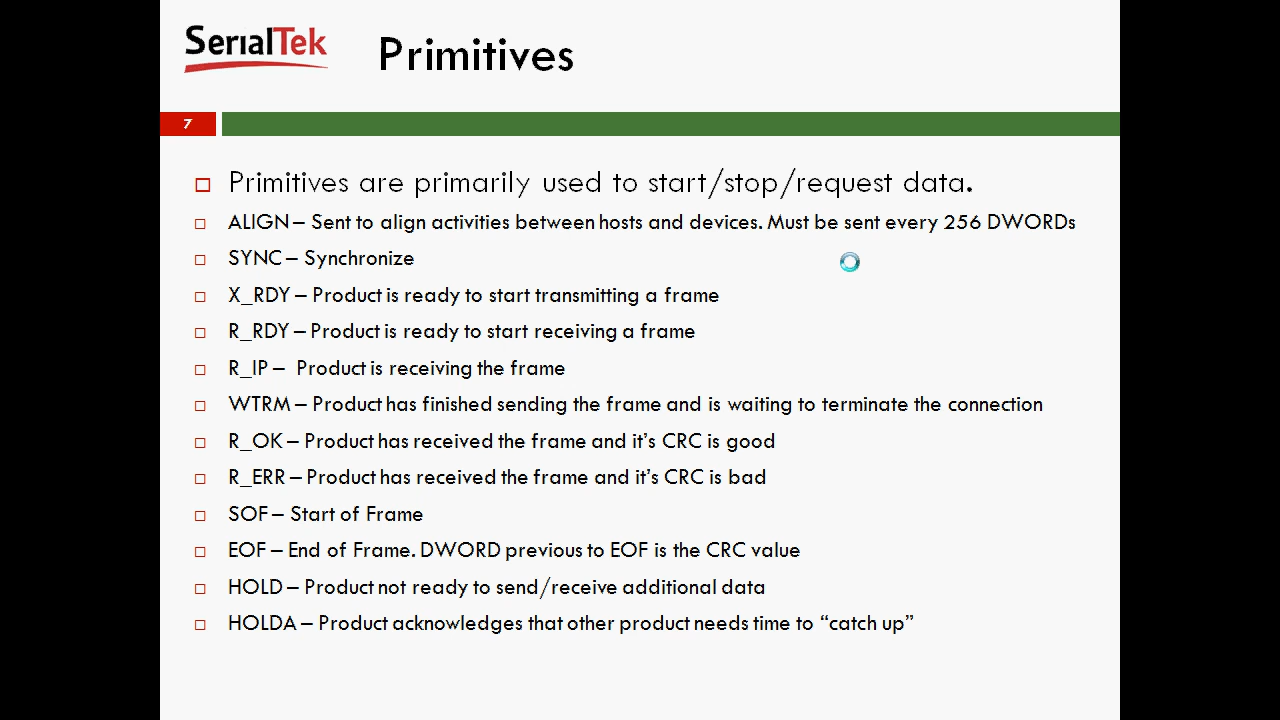 SerialTek
Primitives
7
Primitives are primarily used to start/stop/request data.
ALIGN – Sent to align activities between hosts and devices. Must be sent every 256 DWORDs
SYNC – Synchronize
X_RDY – Product is ready to start transmitting a frame
R_RDY – Product is ready to start receiving a frame
R_IP – Product is receiving the frame
WTRM – Product has finished sending the frame and is waiting to terminate the connection
R_OK – Product has received the frame and it's CRC is good
R_ERR – Product has received the frame and it's CRC is bad
SOF – Start of Frame
EOF – End of Frame. DWORD previous to EOF is the CRC value
HOLD – Product not ready to send/receive additional data
HOLDA – Product acknowledges that other product needs time to “catch up”